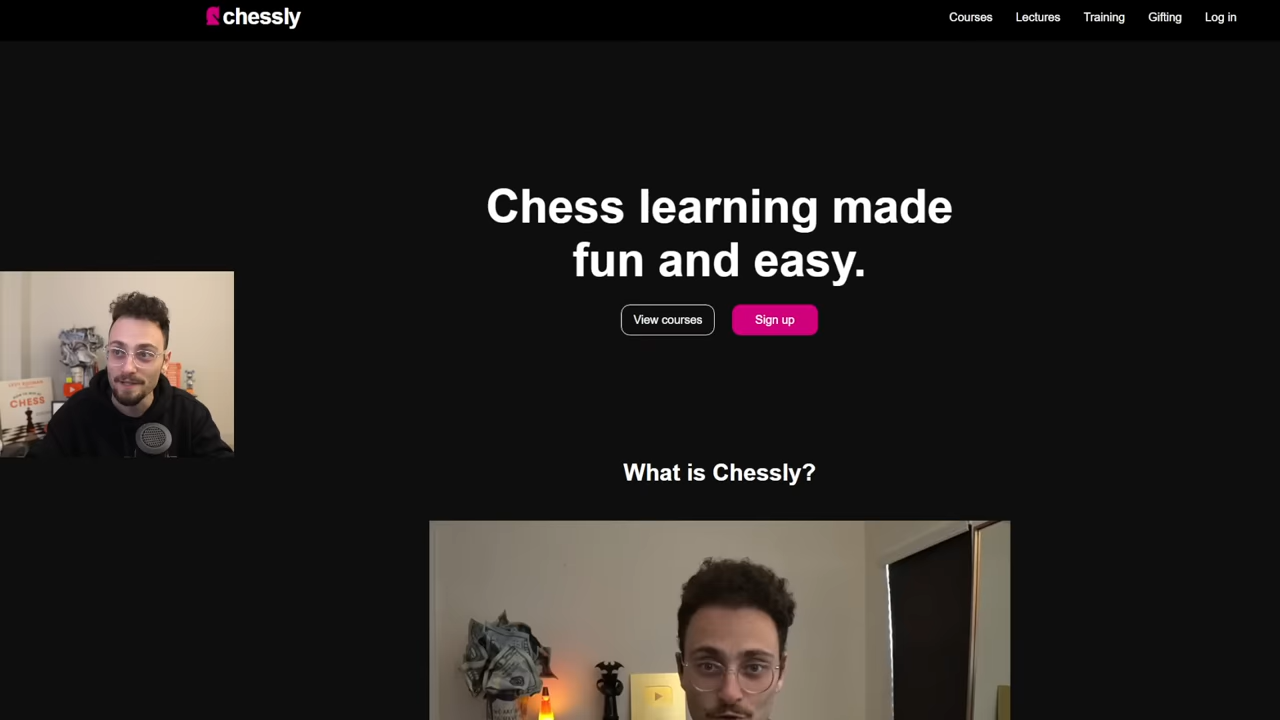 chessly
Courses
Lectures
Training
Gifting
Log in
Chess learning made
fun and easy.
View courses
Sign up
What is Chessly?
CHESS